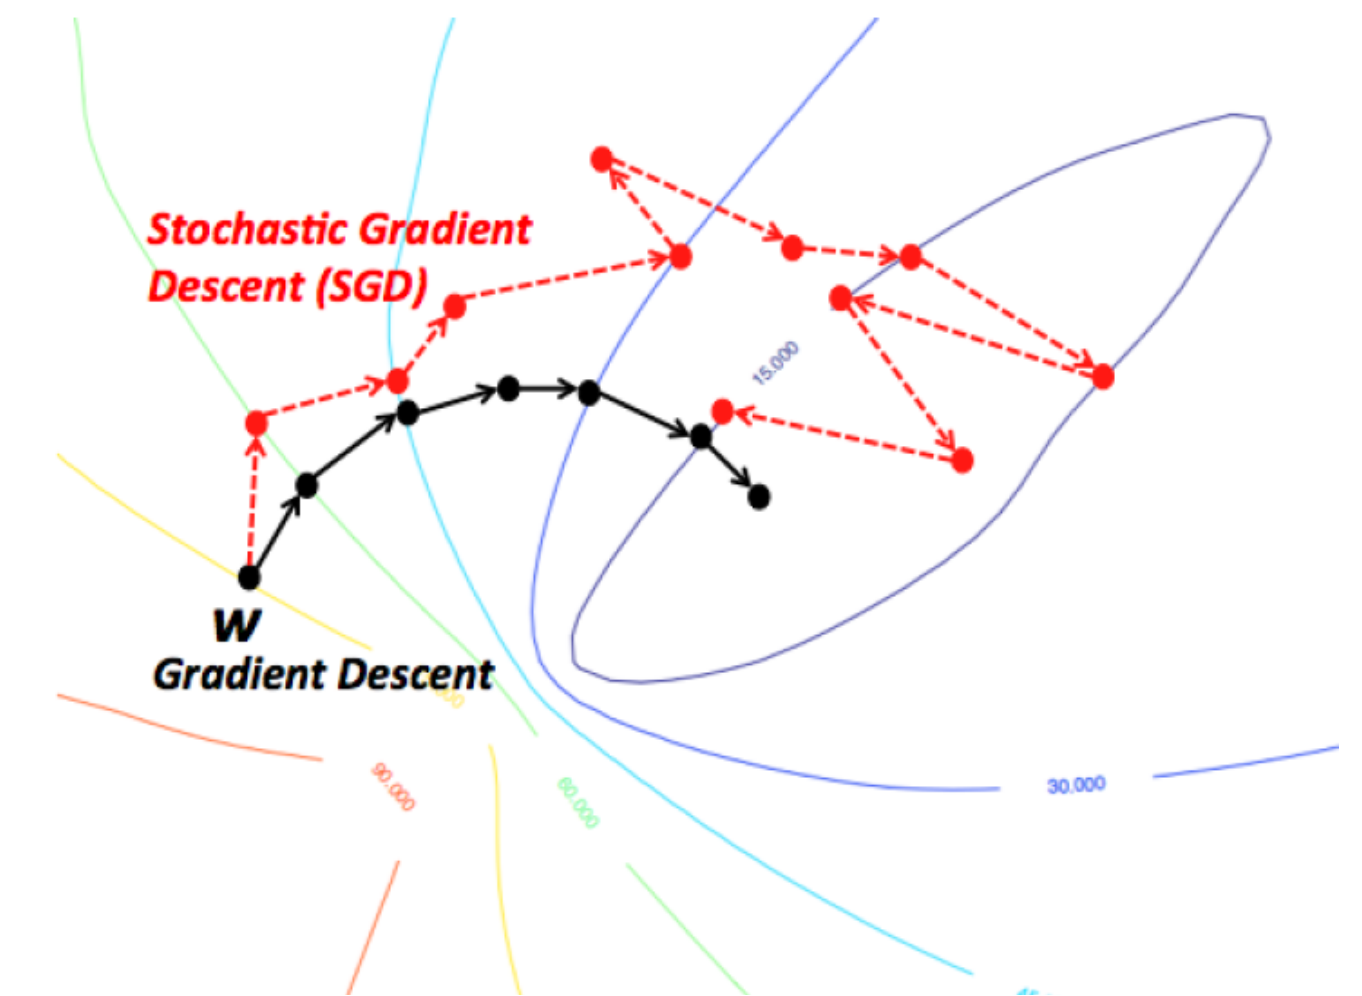 Stochastic Gradient
Descent (SGD)
15.000
W
Gradient Descent
90.000
60.000
30.000